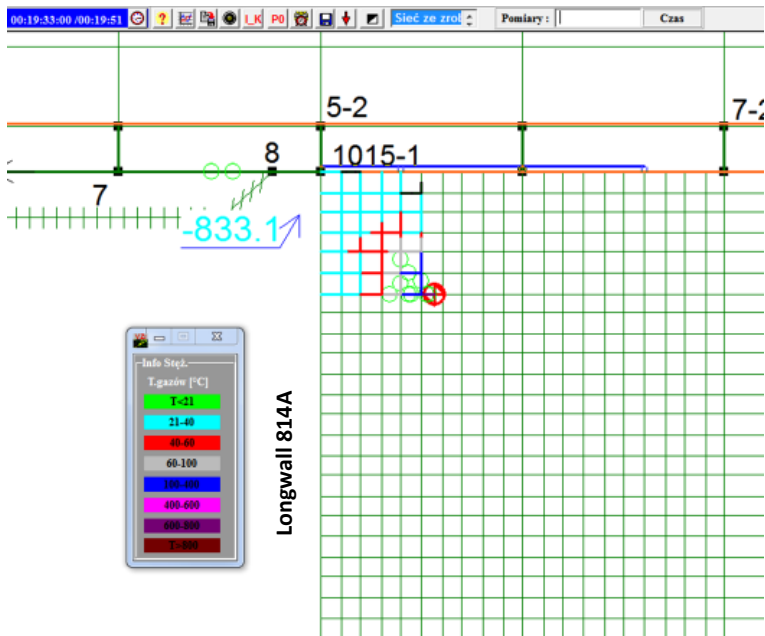 00:19:33:00 /00:19:51 ? I_K P0 Sieć ze zrol Pomiary : Czas
5-2
7-2
8
1015-1
7
-833.1
Info Stęż.
T.gazów [°C]
T<21
21-40
40-60
60-100
100-400
400-600
600-800
T>800
Longwall 814A